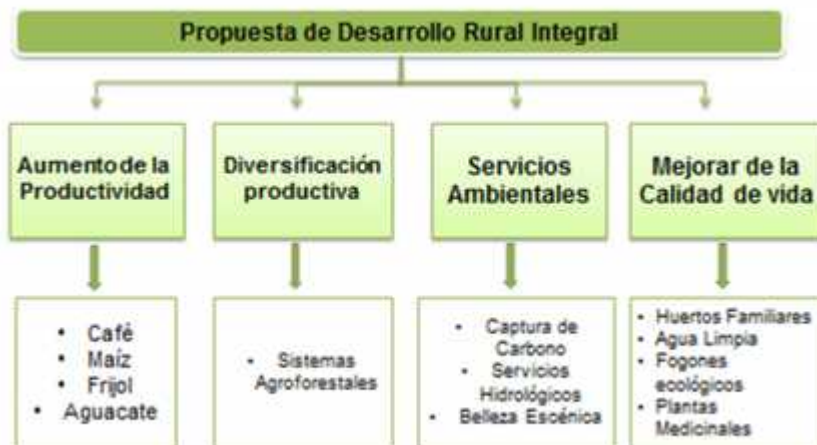 Propuesta de Desarrollo Rural Integral
Aumento de la
Productividad
Diversificación
productiva
Servicios
Ambientales
Mejorar de la
Calidad de vida
• Café
• Maíz
• Frijol
• Aguacate
• Sistemas
Agroforestales
• Captura de
Carbono
• Servicios
Hidrológicos
• Belleza Escénica
• Huertos Familiares
• Agua Limpia
• Fogones
ecológicos
• Plantas
Medicinales